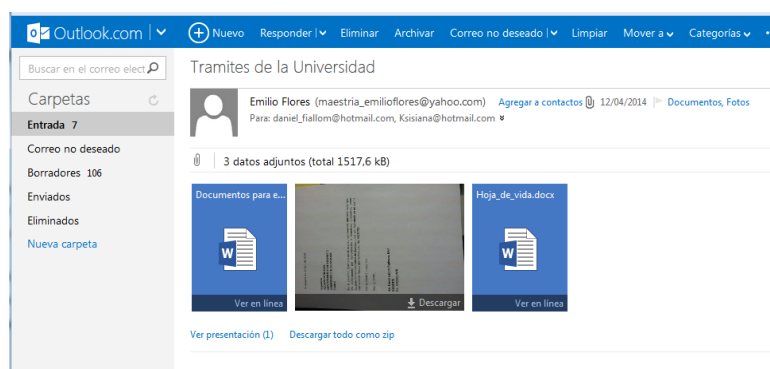 Outlook.com
Nuevo Responder Eliminar Archivar Correo no deseado Limpiar Mover a Categorías
Buscar en el correo elect
Carpetas
Entrada 7
Correo no deseado
Borradores 106
Enviados
Eliminados
Nueva carpeta
Tramites de la Universidad
Emilio Flores (maestria_emilioflores@yahoo.com) Agregar a contactos 12/04/2014 Documentos, Fotos
Para: daniel_fiallom@hotmail.com, Ksisiana@hotmail.com
3 datos adjuntos (total 1517,6 kB)
Documentos para e...
Ver en línea
Descargar
Hoja_de_vida.docx
Ver en línea
Ver presentación (1) Descargar todo como zip